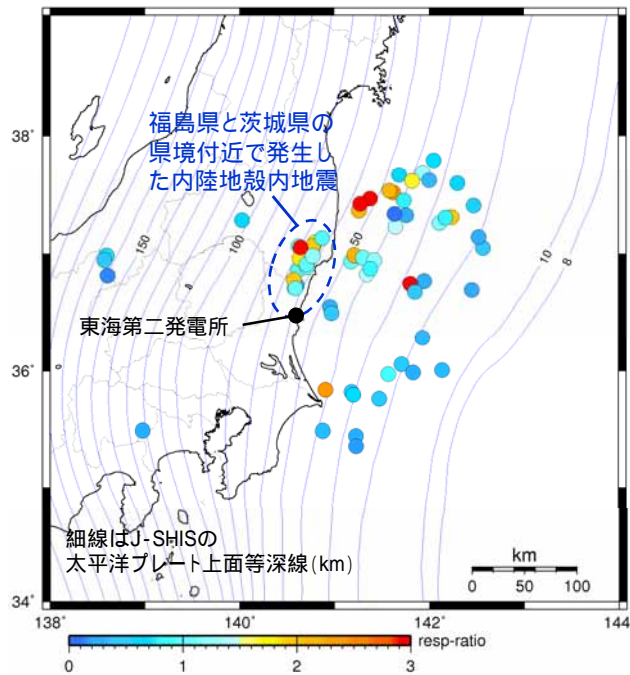 38˚
福島県と茨城県の
県境付近で発生し
た内陸地殻内地震
150
100
50
10
8
東海第二発電所
36˚
細線はJ-SHISの
太平洋プレート上面等深線(km)
km
0 50 100
34˚
138˚ 140˚ 142˚ 144˚
resp-ratio
0 1 2 3